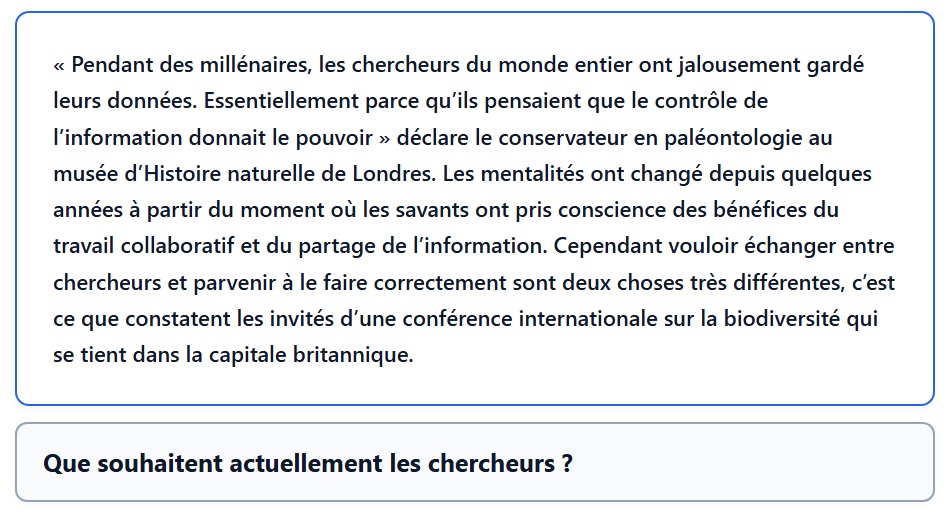 « Pendant des millénaires, les chercheurs du monde entier ont jalousement gardé
leurs données. Essentiellement parce qu’ils pensaient que le contrôle de
l’information donnait le pouvoir » déclare le conservateur en paléontologie au
musée d’Histoire naturelle de Londres. Les mentalités ont changé depuis quelques
années à partir du moment où les savants ont pris conscience des bénéfices du
travail collaboratif et du partage de l’information. Cependant vouloir échanger entre
chercheurs et parvenir à le faire correctement sont deux choses très différentes, c’est
ce que constatent les invités d’une conférence internationale sur la biodiversité qui
se tient dans la capitale britannique.
Que souhaitent actuellement les chercheurs ?